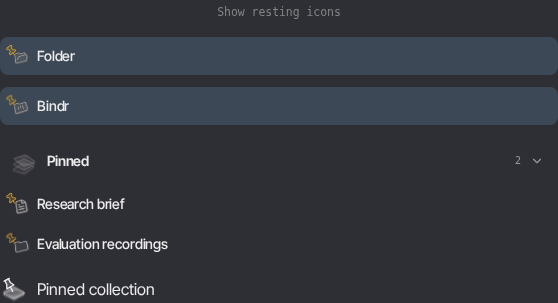 Show resting icons
Folder
Bindr
Pinned 2
Research brief
Evaluation recordings
Pinned collection